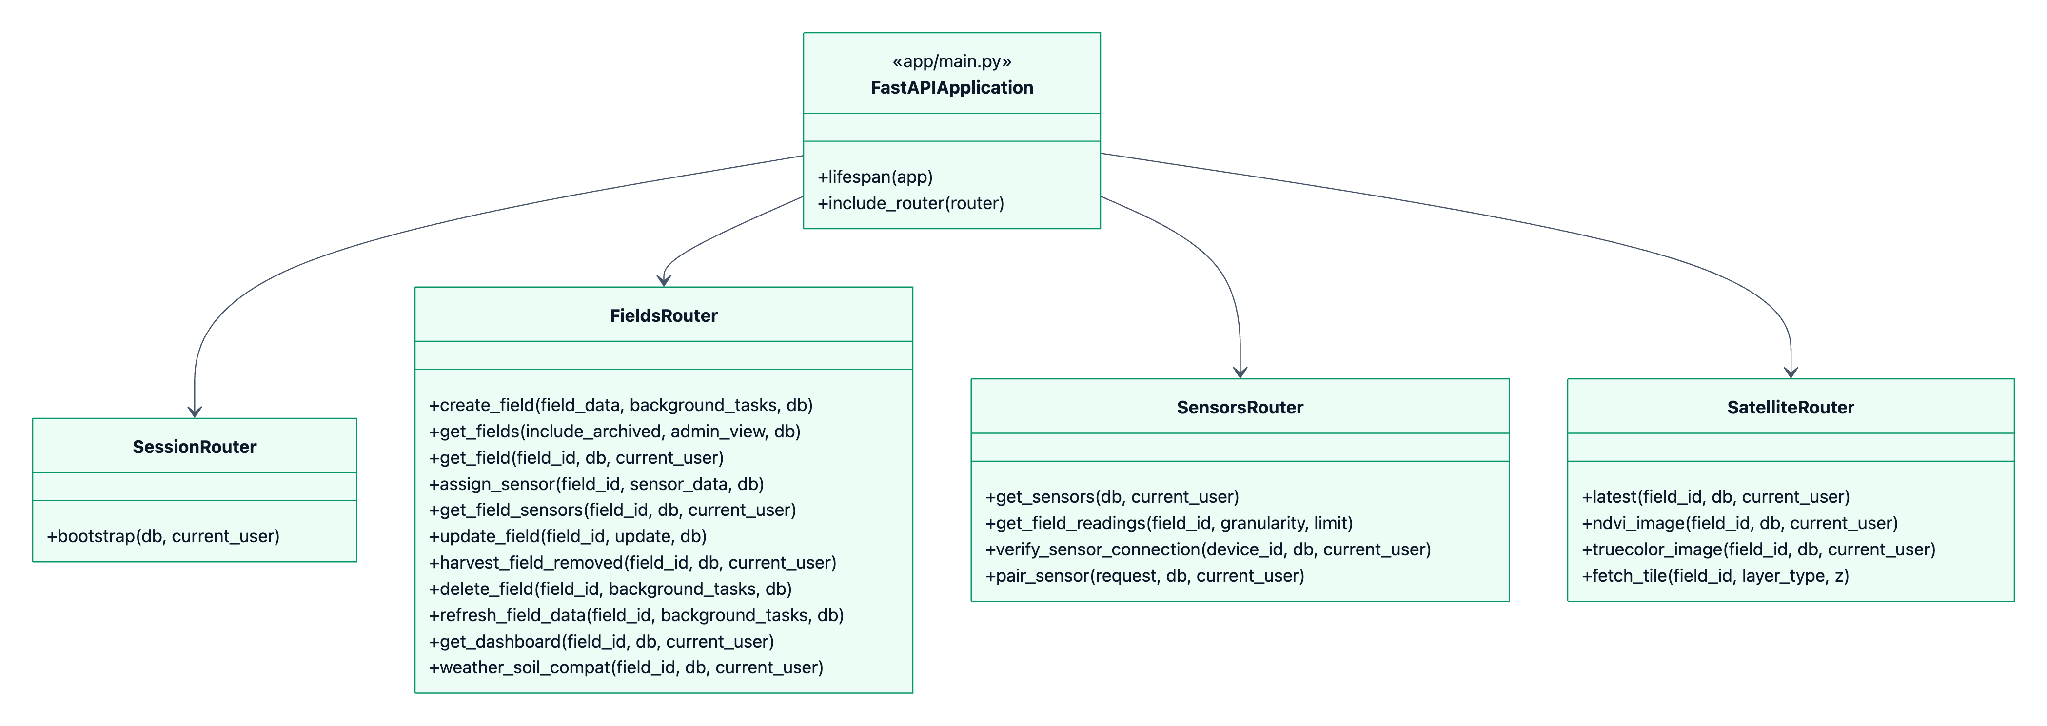 «app/main.py»
FastAPIApplication
+lifespan(app)
+include_router(router)
SessionRouter
+bootstrap(db, current_user)
FieldsRouter
+create_field(field_data, background_tasks, db)
+get_fields(include_archived, admin_view, db)
+get_field(field_id, db, current_user)
+assign_sensor(field_id, sensor_data, db)
+get_field_sensors(field_id, db, current_user)
+update_field(field_id, update, db)
+harvest_field_removed(field_id, db, current_user)
+delete_field(field_id, background_tasks, db)
+refresh_field_data(field_id, background_tasks, db)
+get_dashboard(field_id, db, current_user)
+weather_soil_compat(field_id, db, current_user)
SensorsRouter
+get_sensors(db, current_user)
+get_field_readings(field_id, granularity, limit)
+verify_sensor_connection(device_id, db, current_user)
+pair_sensor(request, db, current_user)
SatelliteRouter
+latest(field_id, db, current_user)
+ndvi_image(field_id, db, current_user)
+truecolor_image(field_id, db, current_user)
+fetch_tile(field_id, layer_type, z)